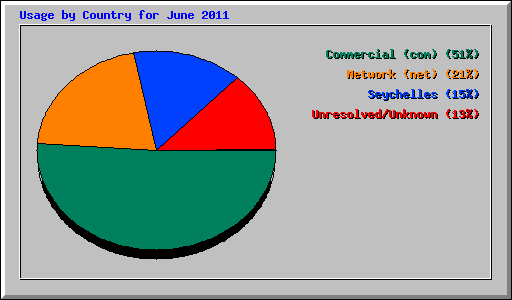 Usage by Country for June 2011
Commercial (com) (51%)
Network (net) (21%)
Seychelles (15%)
Unresolved/Unknown (13%)